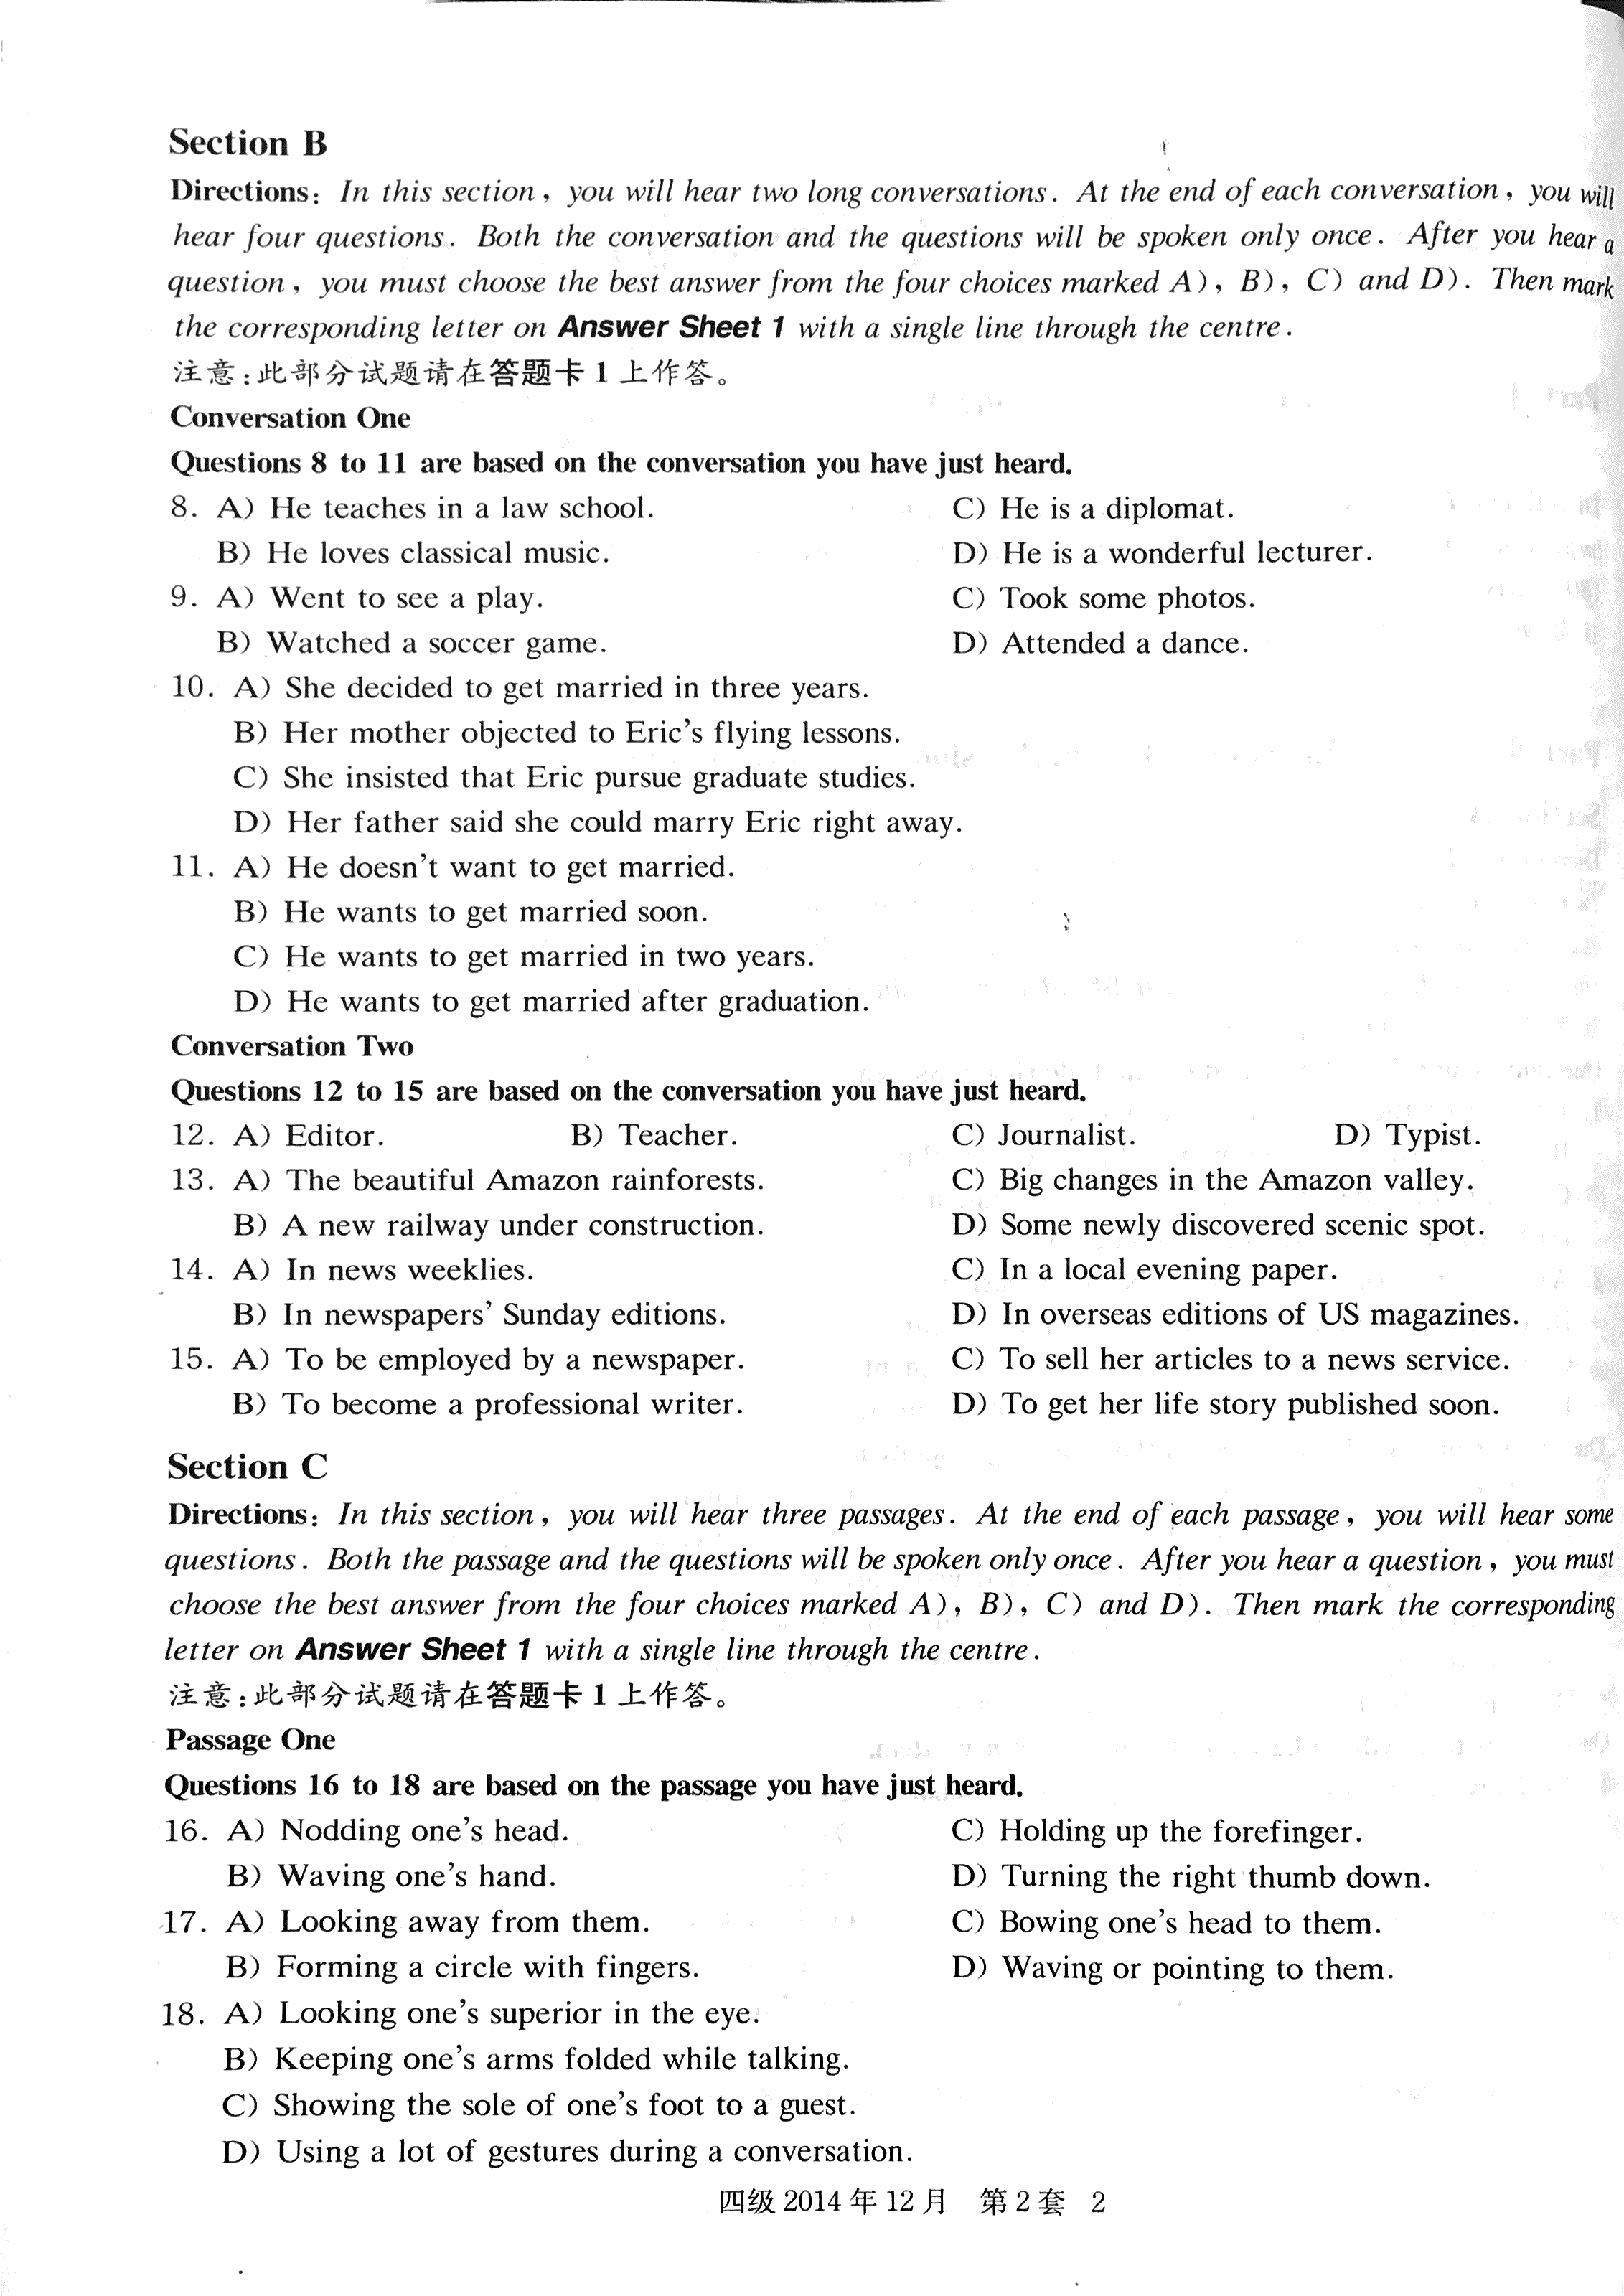 Section B
Directions: In this section, you will hear two long conversations. At the end of each conversation, you will
hear four questions. Both the conversation and the questions will be spoken only once. After you hear a
question, you must choose the best answer from the four choices marked A), B), C) and D). Then mark
the corresponding letter on Answer Sheet 1 with a single line through the centre.
注意:此部分试题请在答题卡1上作答。
Conversation One
Questions 8 to 11 are based on the conversation you have just heard.
8. A) He teaches in a law school. C) He is a diplomat.
B) He loves classical music. D) He is a wonderful lecturer.
9. A) Went to see a play. C) Took some photos.
B) Watched a soccer game. D) Attended a dance.
10. A) She decided to get married in three years.
B) Her mother objected to Eric's flying lessons.
C) She insisted that Eric pursue graduate studies.
D) Her father said she could marry Eric right away.
11. A) He doesn't want to get married.
B) He wants to get married soon.
C) He wants to get married in two years.
D) He wants to get married after graduation.
Conversation Two
Questions 12 to 15 are based on the conversation you have just heard.
12. A) Editor. B) Teacher. C) Journalist. D) Typist.
13. A) The beautiful Amazon rainforests. C) Big changes in the Amazon valley.
B) A new railway under construction. D) Some newly discovered scenic spot.
14. A) In news weeklies. C) In a local evening paper.
B) In newspapers' Sunday editions. D) In overseas editions of US magazines.
15. A) To be employed by a newspaper. C) To sell her articles to a news service.
B) To become a professional writer. D) To get her life story published soon.
Section C
Directions: In this section, you will hear three passages. At the end of each passage, you will hear some
questions. Both the passage and the questions will be spoken only once. After you hear a question, you must
choose the best answer from the four choices marked A), B), C) and D). Then mark the corresponding
letter on Answer Sheet 1 with a single line through the centre.
注意:此部分试题请在答题卡1上作答。
Passage One
Questions 16 to 18 are based on the passage you have just heard.
16. A) Nodding one's head. C) Holding up the forefinger.
B) Waving one's hand. D) Turning the right thumb down.
17. A) Looking away from them. C) Bowing one's head to them.
B) Forming a circle with fingers. D) Waving or pointing to them.
18. A) Looking one's superior in the eye.
B) Keeping one's arms folded while talking.
C) Showing the sole of one's foot to a guest.
D) Using a lot of gestures during a conversation.
四级2014年12月 第2套 2